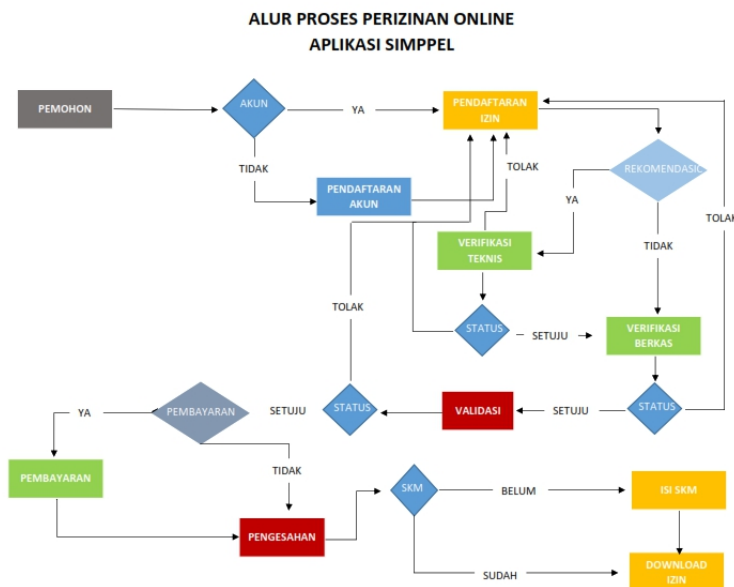 ALUR PROSES PERIZINAN ONLINE
APLIKASI SIMPPEL
PEMOHON
AKUN
YA
PENDAFTARAN
IZIN
TIDAK
PENDAFTARAN
AKUN
TOLAK
REKOMENDASIC
YA
TIDAK
TOLAK
VERIFIKASI
TEKNIS
TOLAK
STATUS
SETUJU
VERIFIKASI
BERKAS
YA
PEMBAYARAN
SETUJU
STATUS
VALIDASI
SETUJU
STATUS
PEMBAYARAN
TIDAK
PENGESAHAN
SKM
BELUM
ISI SKM
SUDAH
DOWNLOAD
IZIN